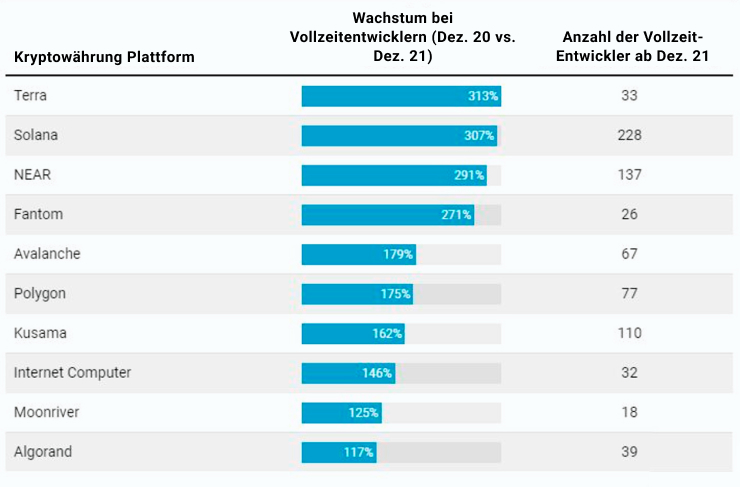 Kryptowährung Plattform
Wachstum bei
Vollzeitentwicklern (Dez. 20 vs.
Dez. 21)
Anzahl der Vollzeit-
Entwickler ab Dez. 21
Terra 313% 33
Solana 307% 228
NEAR 291% 137
Fantom 271% 26
Avalanche 179% 67
Polygon 175% 77
Kusama 162% 110
Internet Computer 146% 32
Moonriver 125% 18
Algorand 117% 39